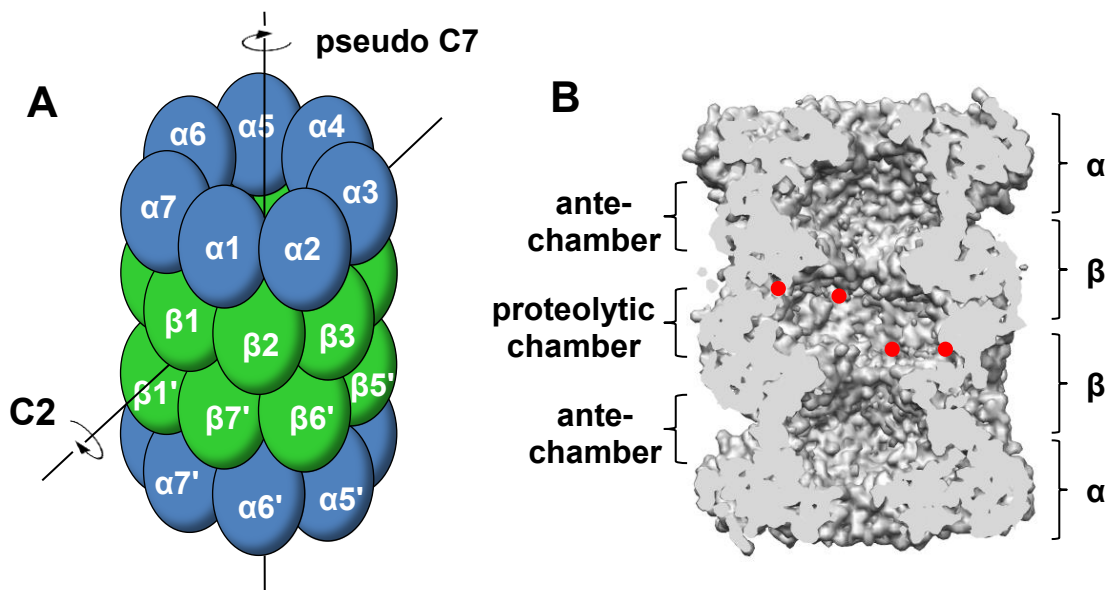 pseudo C7
A
α5
α6
α4
α7
α3
α1
α2
β1
β2
β3
β1'
β5'
C2
β7'
β6'
α7'
α6'
α5'
B
α
ante-
chamber
β
proteolytic
chamber
β
ante-
chamber
α